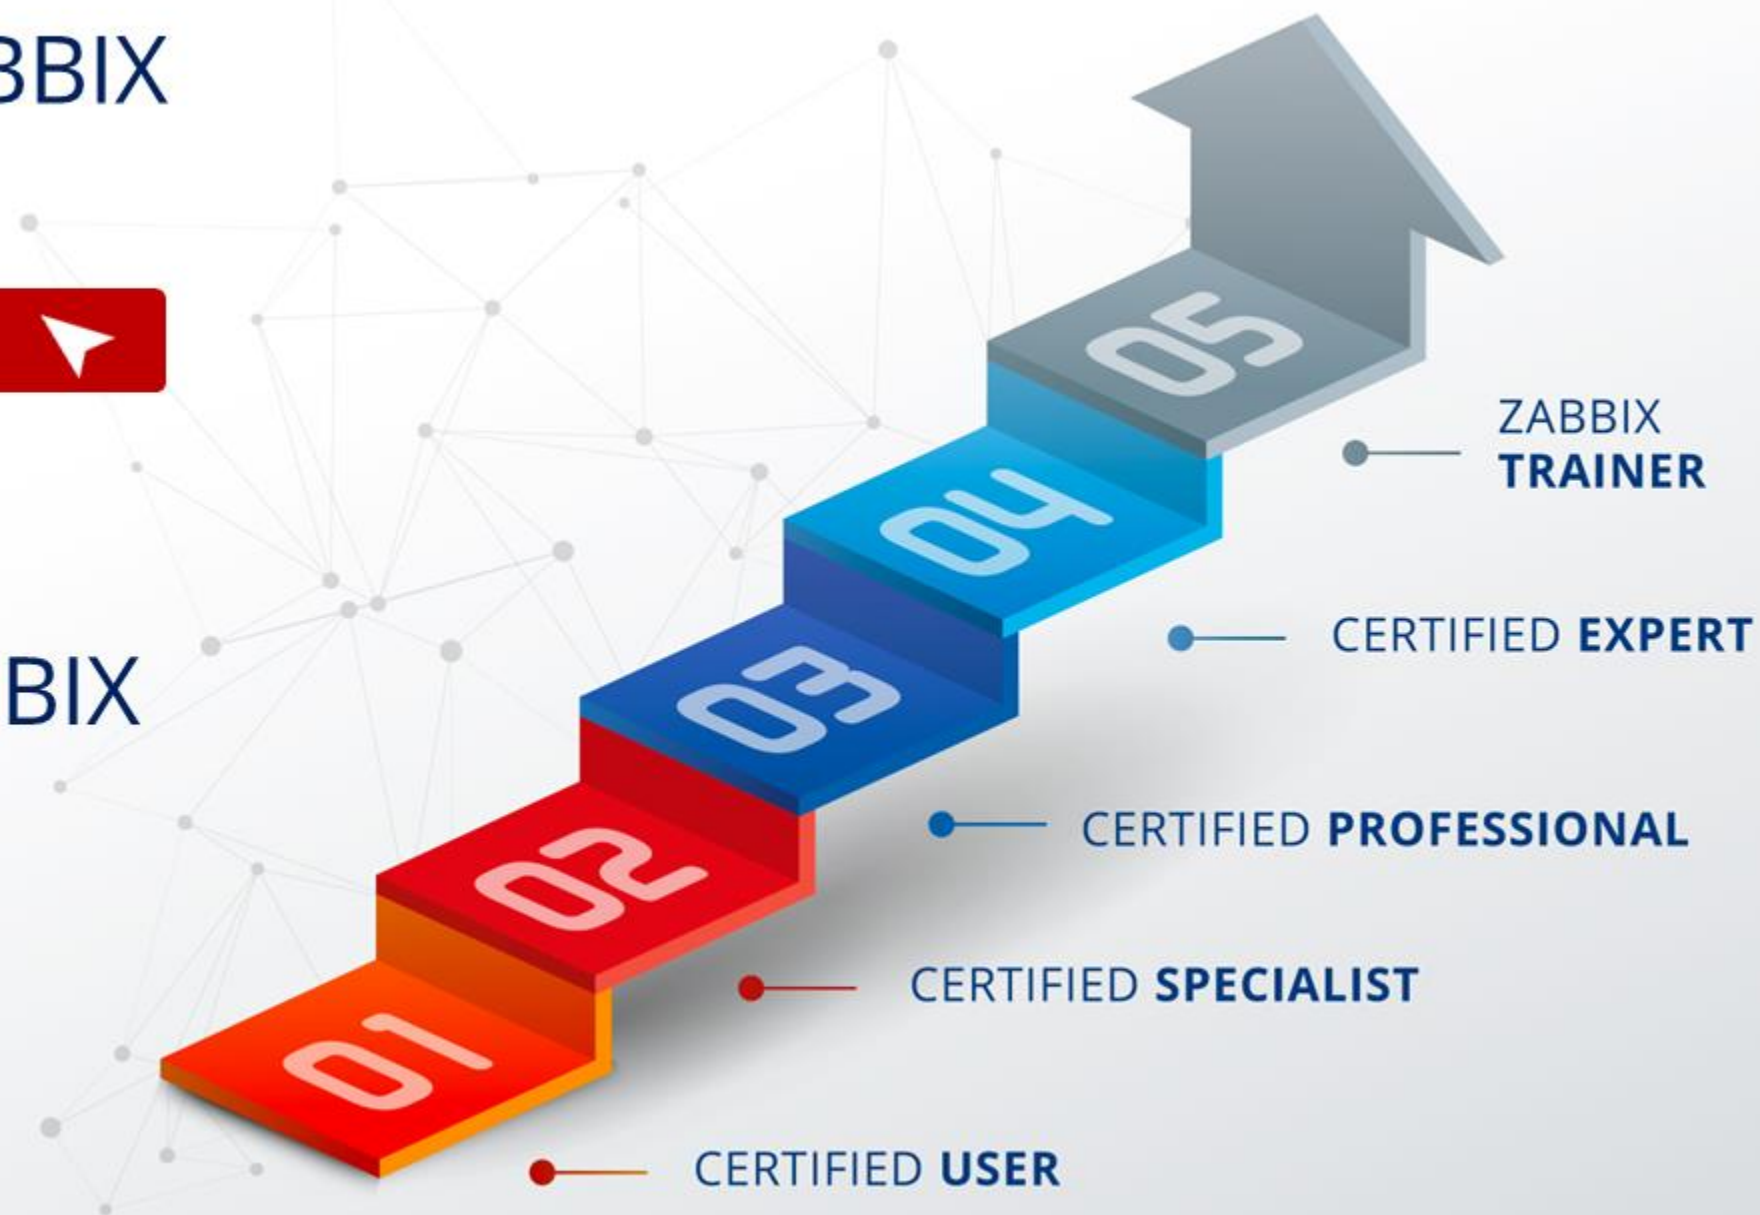 BBIX
BIX
05
ZABBIX
TRAINER
04
CERTIFIED EXPERT
03
CERTIFIED PROFESSIONAL
02
CERTIFIED SPECIALIST
01
CERTIFIED USER